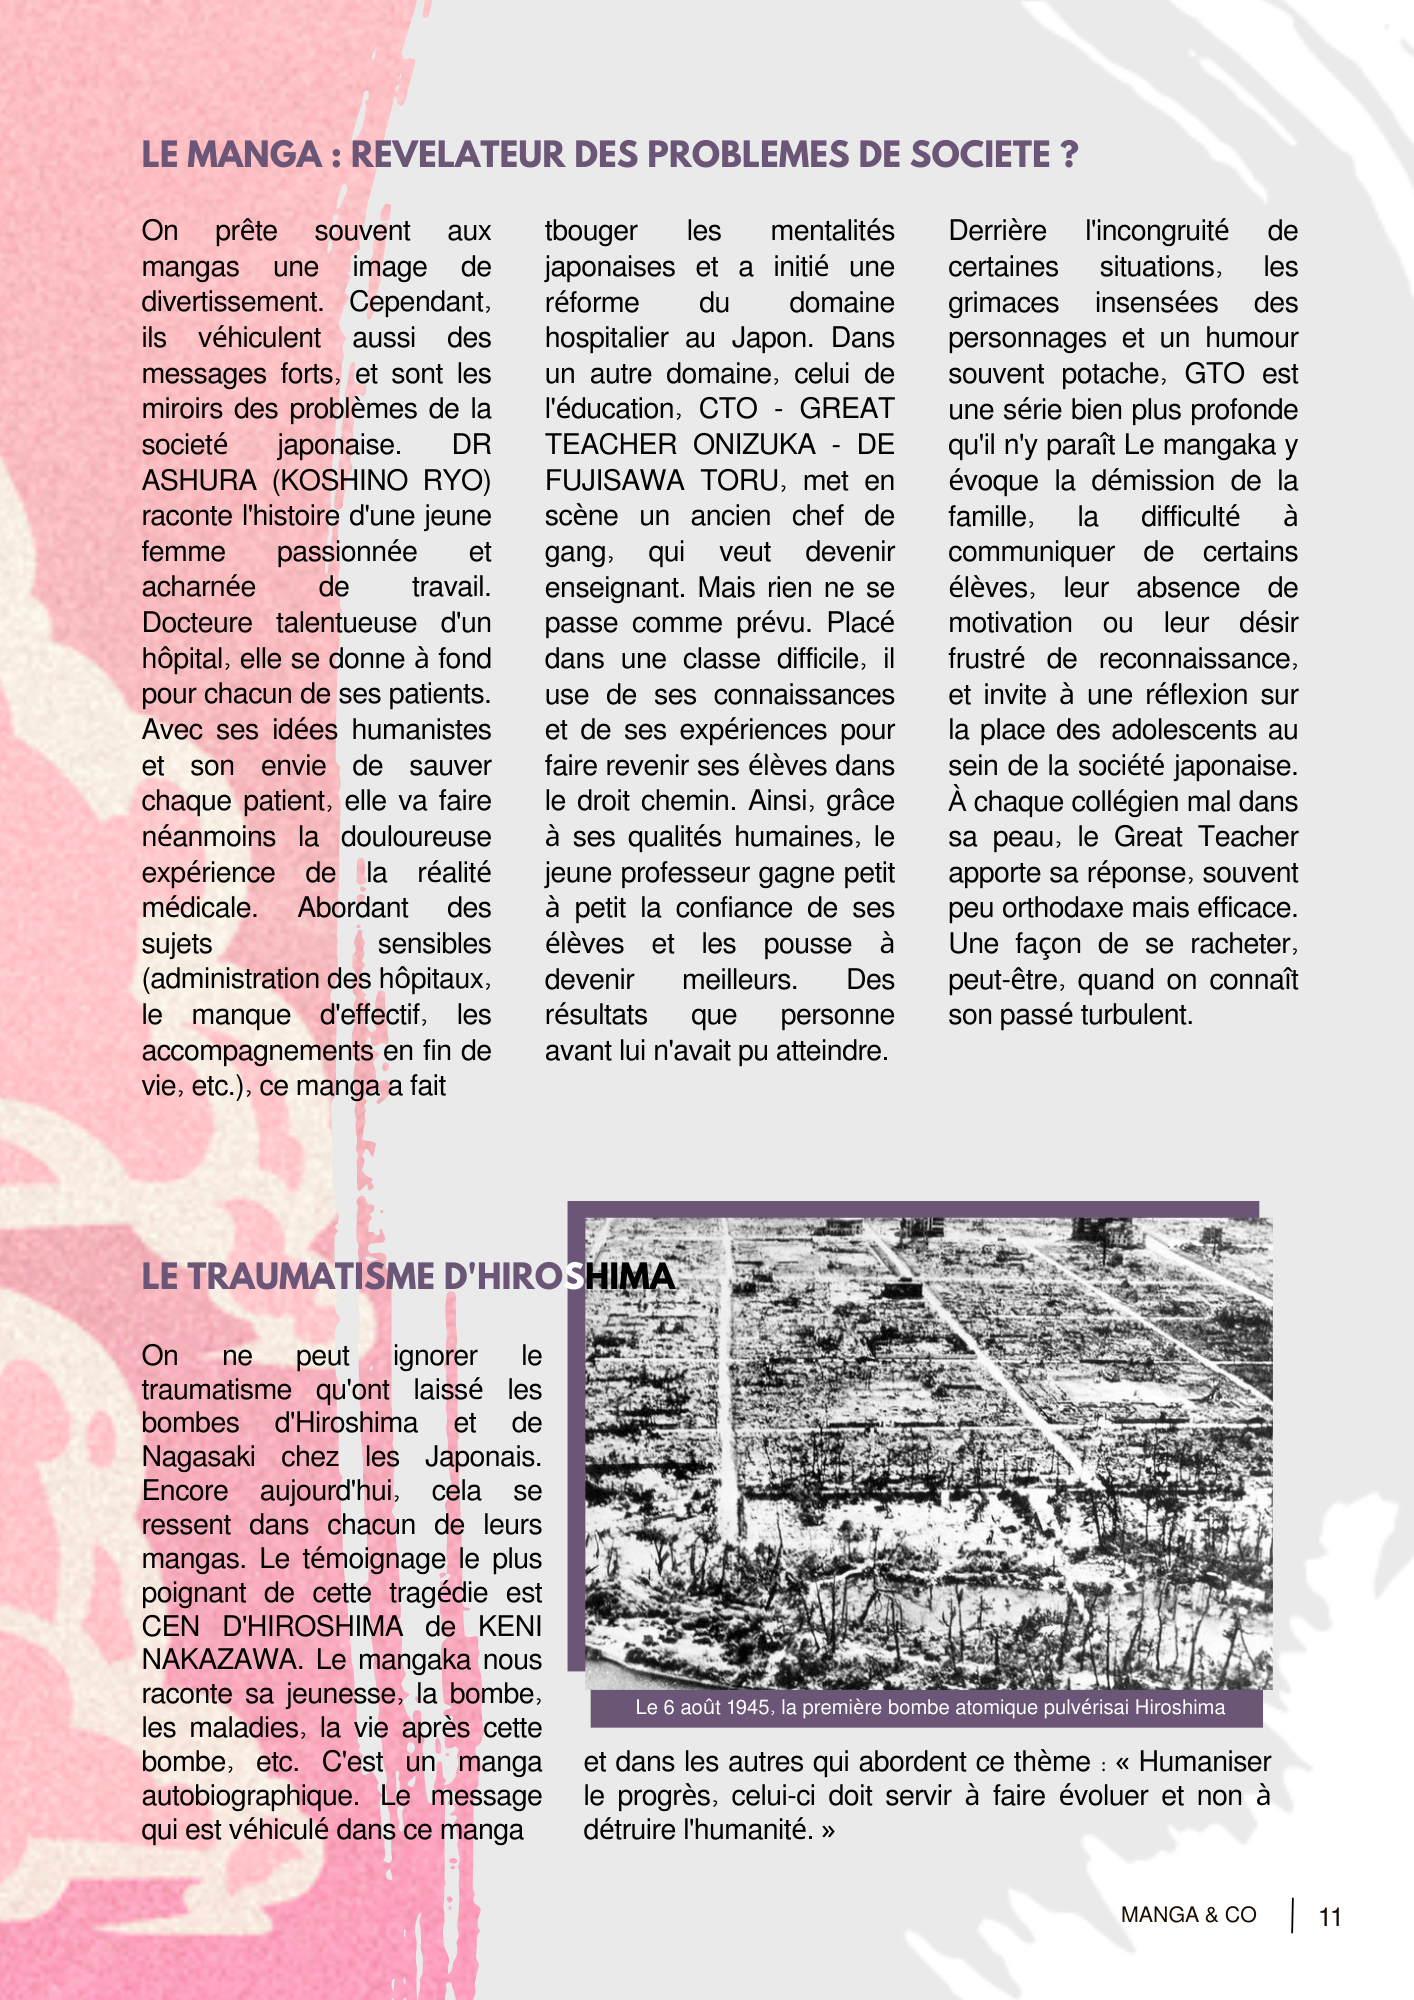 LE MANGA : REVELATEUR DES PROBLEMES DE SOCIETE ?
On prête souvent aux
mangas une image de
divertissement. Cependant,
ils véhiculent aussi des
messages forts, et sont les
miroirs des problèmes de la
societé japonaise. DR
ASHURA (KOSHINO RYO)
raconte l'histoire d'une jeune
femme passionnée et
acharnée de travail.
Docteure talentueuse d'un
hôpital, elle se donne à fond
pour chacun de ses patients.
Avec ses idées humanistes
et son envie de sauver
chaque patient, elle va faire
néanmoins la douloureuse
expérience de la réalité
médicale. Abordant des
sujets sensibles
(administration des hôpitaux,
le manque d'effectif, les
accompagnements en fin de
vie, etc.), ce manga a fait
tbouger les mentalités
japonaises et a initié une
réforme du domaine
hospitalier au Japon. Dans
un autre domaine, celui de
l'éducation, CTO - GREAT
TEACHER ONIZUKA - DE
FUJISAWA TORU, met en
scène un ancien chef de
gang, qui veut devenir
enseignant. Mais rien ne se
passe comme prévu. Placé
dans une classe difficile, il
use de ses connaissances
et de ses expériences pour
faire revenir ses élèves dans
le droit chemin. Ainsi, grâce
à ses qualités humaines, le
jeune professeur gagne petit
à petit la confiance de ses
élèves et les pousse à
devenir meilleurs. Des
résultats que personne
avant lui n'avait pu atteindre.
Derrière l'incongruité de
certaines situations, les
grimaces insensées des
personnages et un humour
souvent potache, GTO est
une série bien plus profonde
qu'il n'y paraît Le mangaka y
évoque la démission de la
famille, la difficulté à
communiquer de certains
élèves, leur absence de
motivation ou leur désir
frustré de reconnaissance,
et invite à une réflexion sur
la place des adolescents au
sein de la société japonaise.
À chaque collégien mal dans
sa peau, le Great Teacher
apporte sa réponse, souvent
peu orthodaxe mais efficace.
Une façon de se racheter,
peut-être, quand on connaît
son passé turbulent.
LE TRAUMATISME D'HIROSHIMA
On ne peut ignorer le
traumatisme qu'ont laissé les
bombes d'Hiroshima et de
Nagasaki chez les Japonais.
Encore aujourd'hui, cela se
ressent dans chacun de leurs
mangas. Le témoignage le plus
poignant de cette tragédie est
CEN D'HIROSHIMA de KENI
NAKAZAWA. Le mangaka nous
raconte sa jeunesse, la bombe,
les maladies, la vie après cette
bombe, etc. C'est un manga
autobiographique. Le message
qui est véhiculé dans ce manga
Le 6 août 1945, la première bombe atomique pulvérisai Hiroshima
et dans les autres qui abordent ce thème : « Humaniser
le progrès, celui-ci doit servir à faire évoluer et non à
détruire l'humanité. »
MANGA & CO
11